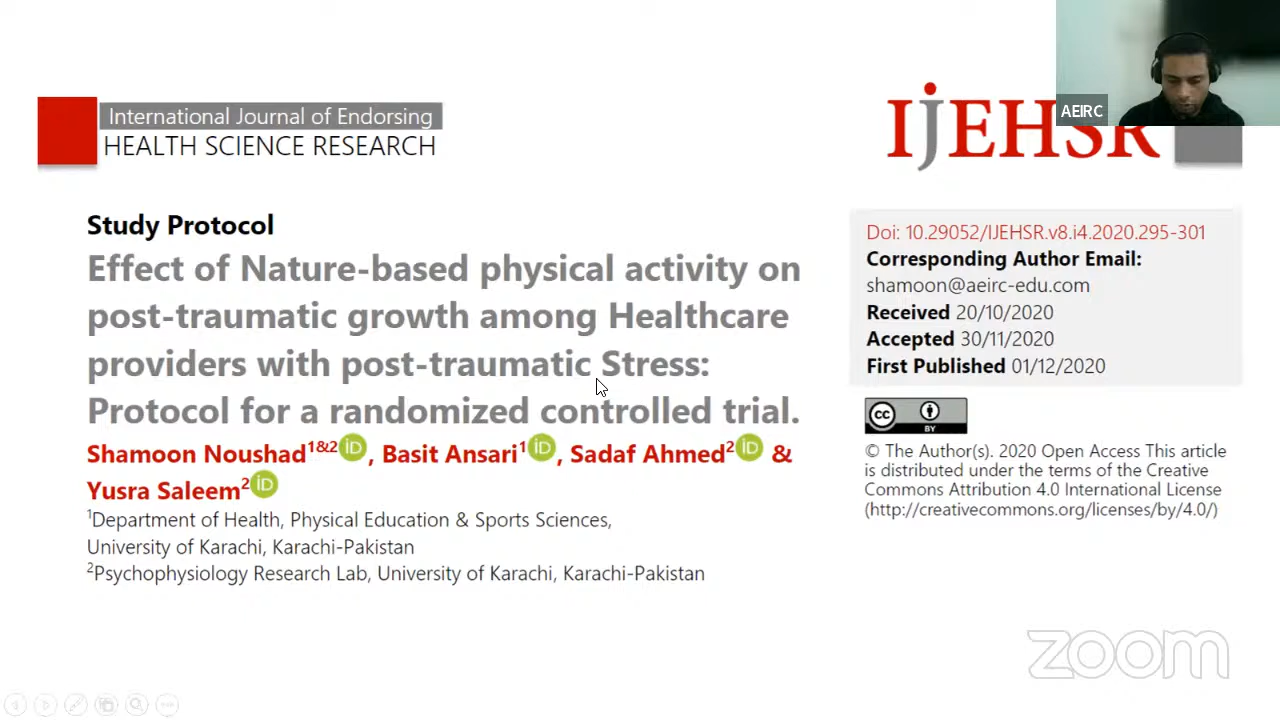 International Journal of Endorsing
HEALTH SCIENCE RESEARCH
IJEHSR
AEIRC
Study Protocol
Effect of Nature-based physical activity on
post-traumatic growth among Healthcare
providers with post-traumatic Stress:
Protocol for a randomized controlled trial.
Shamoon Noushad1&2 iD, Basit Ansari1 iD, Sadaf Ahmed2 iD &
Yusra Saleem2 iD
1Department of Health, Physical Education & Sports Sciences,
University of Karachi, Karachi-Pakistan
2Psychophysiology Research Lab, University of Karachi, Karachi-Pakistan
Doi: 10.29052/IJEHSR.v8.i4.2020.295-301
Corresponding Author Email:
shamoon@aeirc-edu.com
Received 20/10/2020
Accepted 30/11/2020
First Published 01/12/2020
cc BY
© The Author(s). 2020 Open Access This article
is distributed under the terms of the Creative
Commons Attribution 4.0 International License
(http://creativecommons.org/licenses/by/4.0/)
zoom